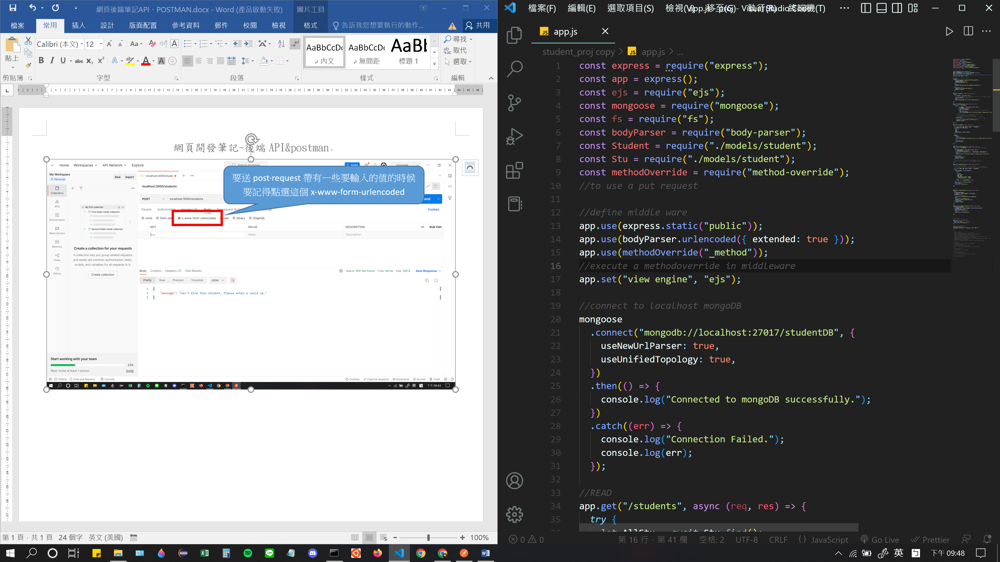 網頁後端筆記API、POSTMAN.docx - Word (產品啟動失敗)
圖片工具
檔案 常用 插入 設計 版面配置 參考資料 郵件 校閱 檢視 格式 告訴我您想要執行的動作... 共用
Calibri (本文) 12
貼上
AaBbCcDc AaBbCcDc AaBb
內文 無間距 標題 1
尋找
取代
選取
剪貼簿 字型 段落 樣式 編輯
網頁開發筆記-後端 API&postman
Home Workspaces API Network Explore Search Postman Invite Upgrade
My Workspace
Personal
New Import
POST localhost:3000/stude
localhost:3000/students
要送 post·request 帶有一些要輸入的值的時候
要記得點選這個 x-www-form-urlencoded
POST localhost:3000/students end
Params Authorization Headers (7) Body Pre-request Script Cookies
none form-dat x-www-form-urlencoded raw binary GraphQL
KEY VALUE DESCRIPTION Bulk Edit
Key Value Description
Collections
APIs
Environments
Mock Servers
Monitors
Flows
History
My first collection
First folder inside collection
Second folder inside collection
Create a collection for your requests
A collection lets you group related requests
and easily set common authorization, tests,
scripts, and variables for all requests in it.
Create collection
Body Cookies Headers (7) Test Results Status: 404 Not Found Time: 49 ms Size: 305 B Save Response
Pretty Raw Preview Visualize JSON
1 {
2 "message": "Can't find this student, Please enter a valid id."
3 }
Start working with your team
33%
Next: Invite at least 1 person. Invite
Online Find and Replace Console Cookies Capture requests Bootcamp Runner Trash
英 下午 09:43
第 1 頁，共 1 頁 24 個字 英文 (美國) 100%
檔案(F) 編輯(E) 選取項目(S) 檢視(V) 移至(G) 執行(R) 終端機(T)
app.js
student_proj copy > app.js > ...
1 const express = require("express");
2 const app = express();
3 const ejs = require("ejs");
4 const mongoose = require("mongoose");
5 const fs = require("fs");
6 const bodyParser = require("body-parser");
7 const Student = require("./models/student");
8 const Stu = require("./models/student");
9 const methodOverride = require("method-override");
10 //to use a put request
11
12 //define middle ware
13 app.use(express.static("public"));
14 app.use(bodyParser.urlencoded({ extended: true }));
15 app.use(methodOverride("_method"));
16 //execute a methodoverride in middleware
17 app.set("view engine", "ejs");
18
19 //connect to localhost mongoDB
20 mongoose
21 .connect("mongodb://localhost:27017/studentDB", {
22 useNewUrlParser: true,
23 useUnifiedTopology: true,
24 })
25 .then(() => {
26 console.log("Connected to mongoDB successfully.");
27 })
28 .catch((err) => {
29 console.log("Connection Failed.");
30 console.log(err);
31 });
32
33 //READ
34 app.get("/students", async (req, res) => {
35 try {
第 16 行，第 41 欄 空格: 2 UTF-8 CRLF {} JavaScript Go Live Prettier
0 0
英 下午 09:48